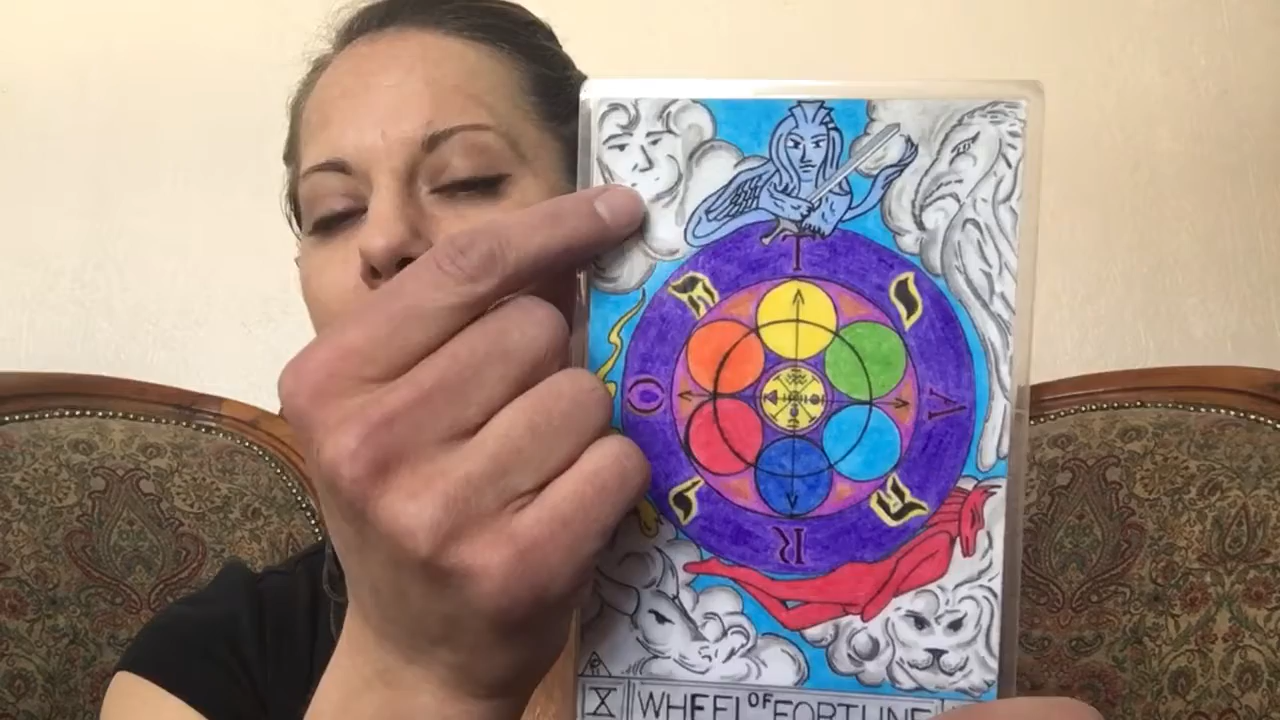 T
ה י
O A
ו ה
R
X WHEEL OF FORTUNE